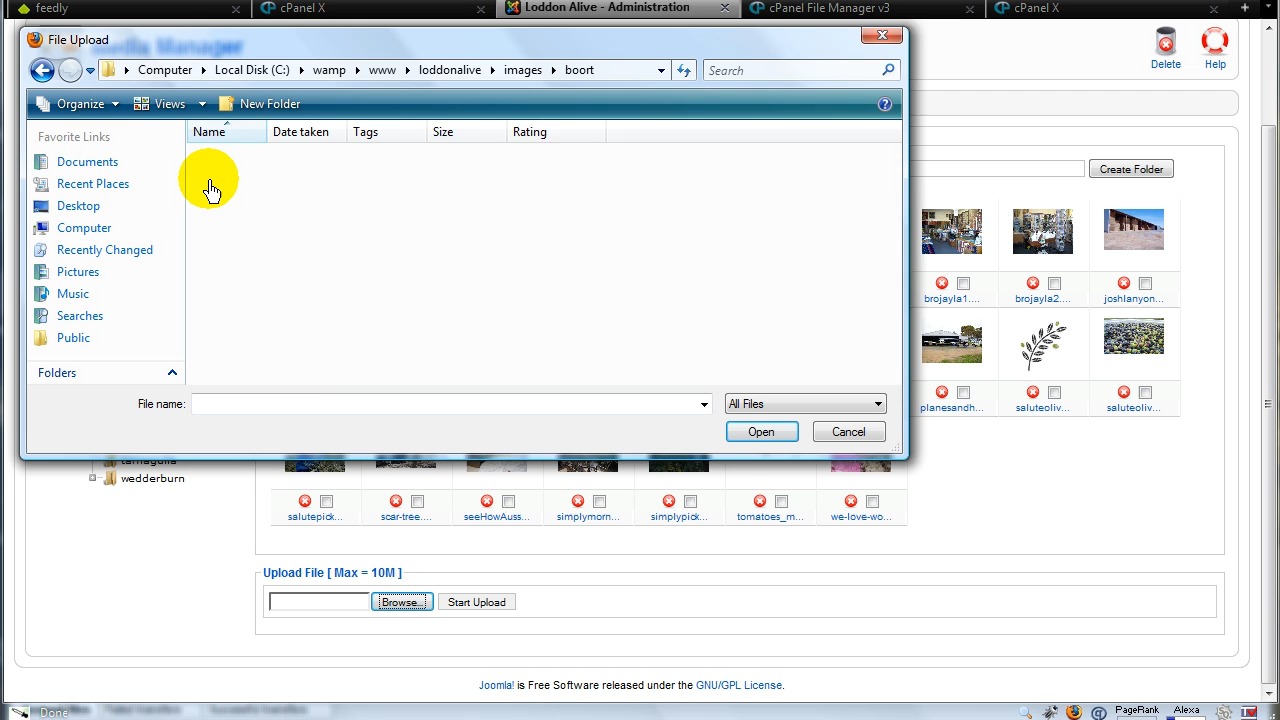 feedly
cPanel X
Loddon Alive - Administration
cPanel File Manager v3
cPanel X
File Upload
Computer
Local Disk (C:)
wamp
www
loddonalive
images
boort
Search
Delete
Help
Organize
Views
New Folder
Name
Date taken
Tags
Size
Rating
Favorite Links
Documents
Recent Places
Desktop
Computer
Recently Changed
Pictures
Music
Searches
Public
Folders
File name:
All Files
Open
Cancel
Create Folder
brojayla1....
brojayla2....
joshlanyon...
planesandh...
saluteoliv...
saluteoliv...
wedderburn
salutepick...
scar-tree....
seeHowAuss...
simplymorn...
simplypick...
tomatoes_m...
we-love-wo...
Upload File [ Max = 10M ]
Browse...
Start Upload
Joomla! is Free Software released under the GNU/GPL License.
Done
PageRank
Alexa